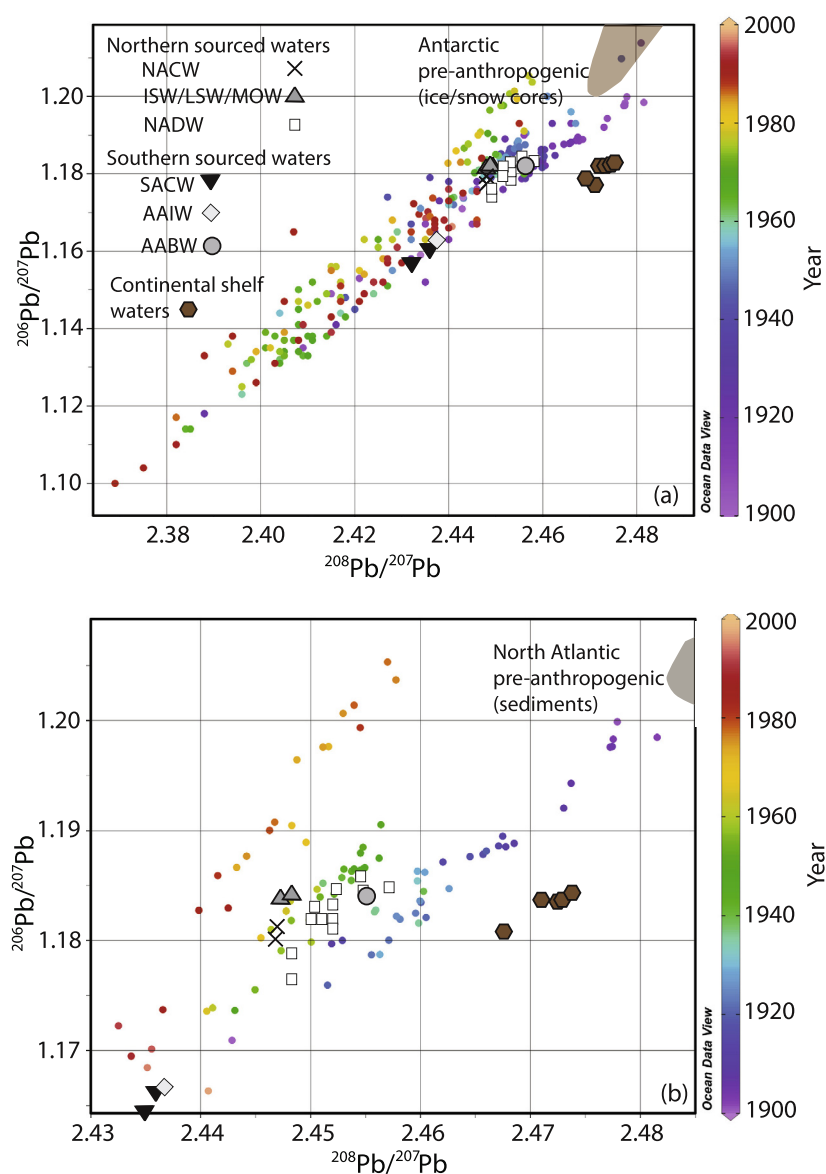 Northern sourced waters
NACW
ISW/LSW/MOW
NADW
Southern sourced waters
SACW
AAIW
AABW
Continental shelf
waters
Antarctic
pre-anthropogenic
(ice/snow cores)
(a)
1.20
1.18
1.16
1.14
1.12
1.10
²⁰⁶Pb/²⁰⁷Pb
2.38 2.40 2.42 2.44 2.46 2.48
²⁰⁸Pb/²⁰⁷Pb
Ocean Data View
2000
1980
1960
1940
1920
1900
Year
North Atlantic
pre-anthropogenic
(sediments)
(b)
1.20
1.19
1.18
1.17
²⁰⁶Pb/²⁰⁷Pb
2.43 2.44 2.45 2.46 2.47 2.48
²⁰⁸Pb/²⁰⁷Pb
Ocean Data View
2000
1980
1960
1940
1920
1900
Year